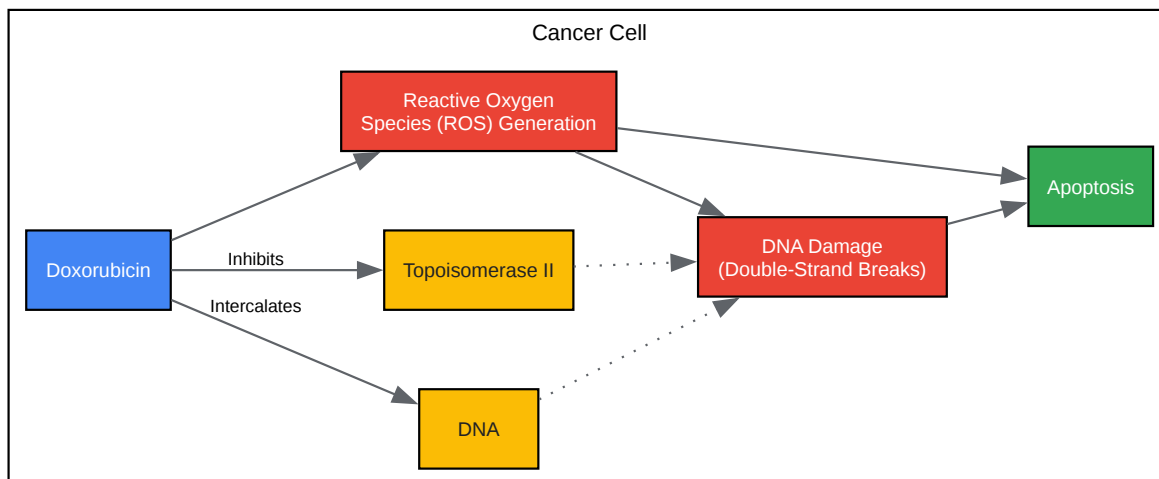 Cancer Cell
Reactive Oxygen
Species (ROS) Generation
Apoptosis
DNA Damage
(Double-Strand Breaks)
Doxorubicin
Inhibits
Topoisomerase II
Intercalates
DNA